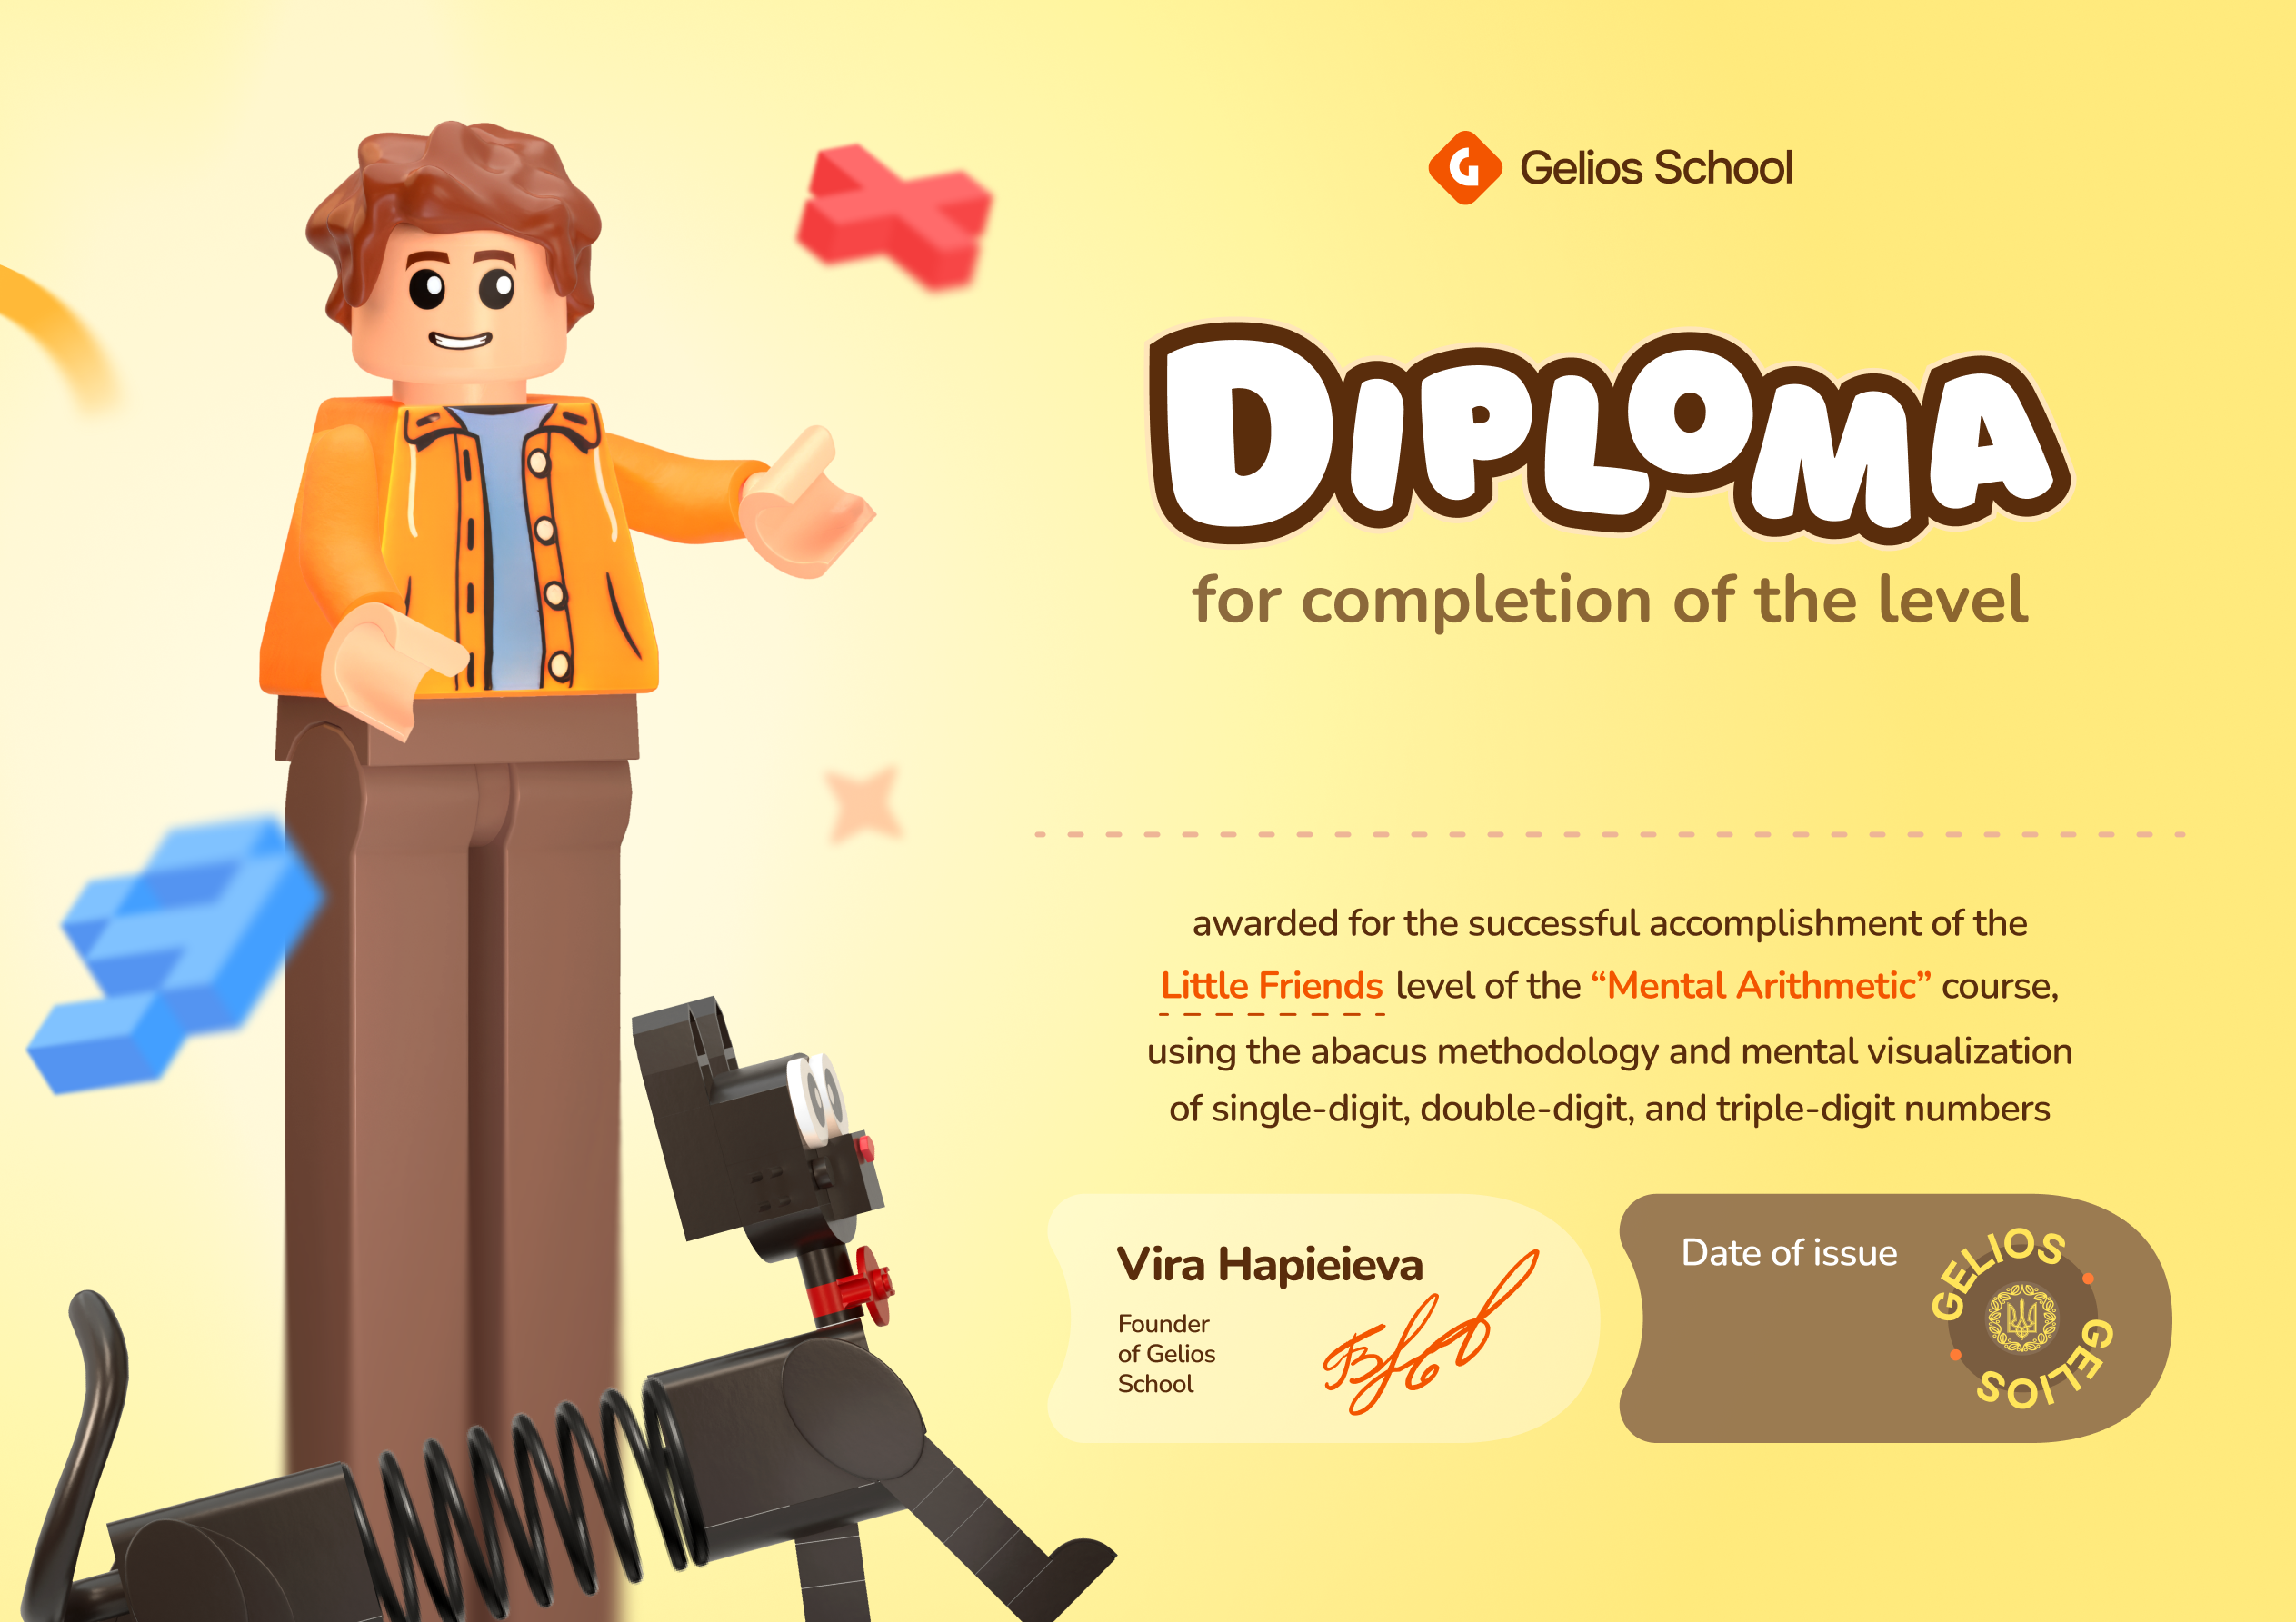 Gelios School
DIPLOMA
for completion of the level
awarded for the successful accomplishment of the
Little Friends level of the “Mental Arithmetic” course,
using the abacus methodology and mental visualization
of single-digit, double-digit, and triple-digit numbers
Vira Hapieieva
Founder
of Gelios
School
Date of issue
GELIOS
GELIOS